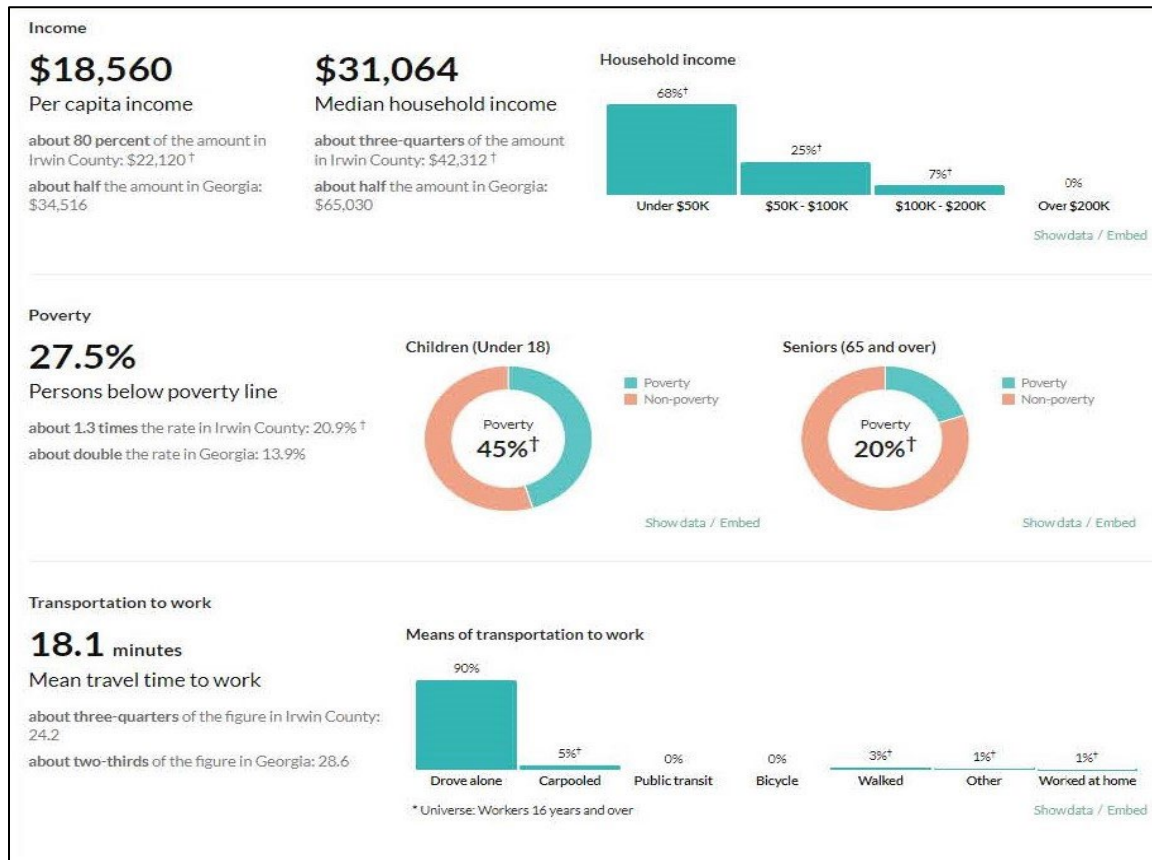 Income
$18,560
Per capita income
about 80 percent of the amount in
Irwin County: $22,120 †
about half the amount in Georgia:
$34,516
$31,064
Median household income
about three-quarters of the amount
in Irwin County: $42,312 †
about half the amount in Georgia:
$65,030
Household income
68%†
25%†
7%†
0%
Under $50K
$50K - $100K
$100K - $200K
Over $200K
Show data / Embed
Poverty
27.5%
Persons below poverty line
about 1.3 times the rate in Irwin County: 20.9% †
about double the rate in Georgia: 13.9%
Children (Under 18)
Poverty
45%†
Poverty
Non-poverty
Show data / Embed
Seniors (65 and over)
Poverty
20%†
Poverty
Non-poverty
Show data / Embed
Transportation to work
18.1 minutes
Mean travel time to work
about three-quarters of the figure in Irwin County:
24.2
about two-thirds of the figure in Georgia: 28.6
Means of transportation to work
90%
5%†
0%
0%
3%†
1%†
1%†
Drove alone
Carpooled
Public transit
Bicycle
Walked
Other
Worked at home
* Universe: Workers 16 years and over
Show data / Embed